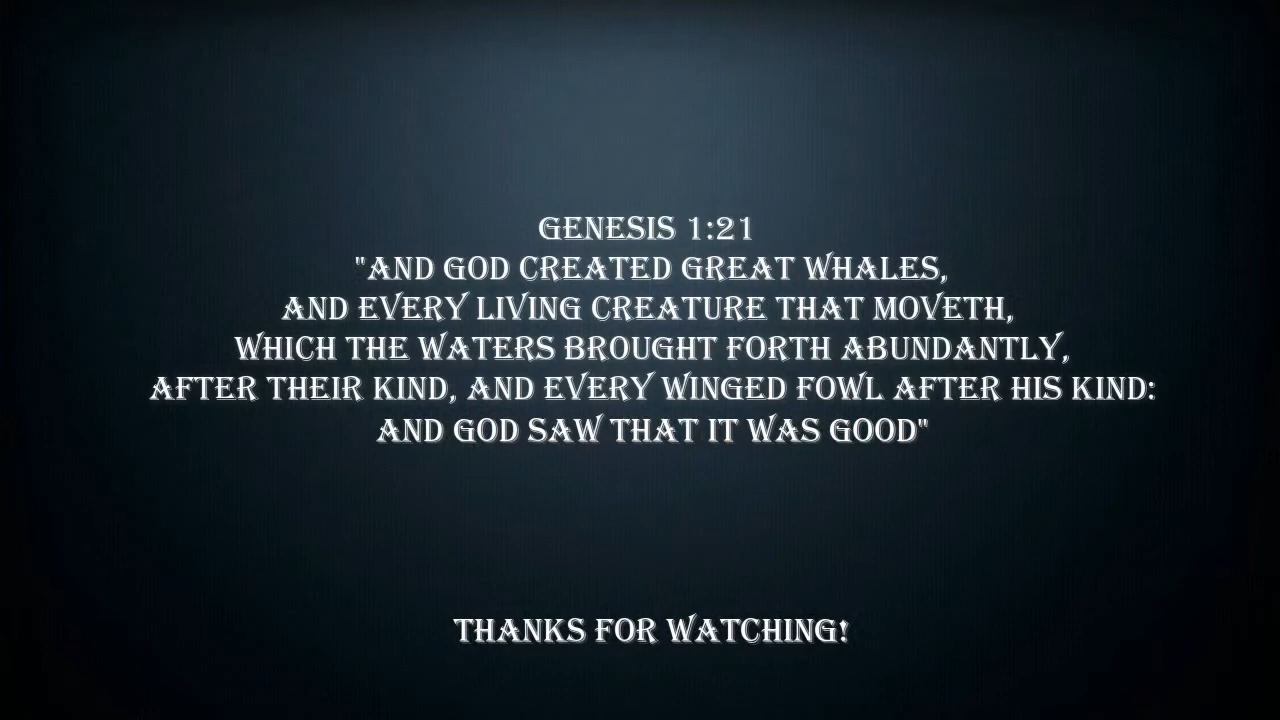 GENESIS 1:21
"AND GOD CREATED GREAT WHALES,
AND EVERY LIVING CREATURE THAT MOVETH,
WHICH THE WATERS BROUGHT FORTH ABUNDANTLY,
AFTER THEIR KIND, AND EVERY WINGED FOWL AFTER HIS KIND:
AND GOD SAW THAT IT WAS GOOD"
THANKS FOR WATCHING!